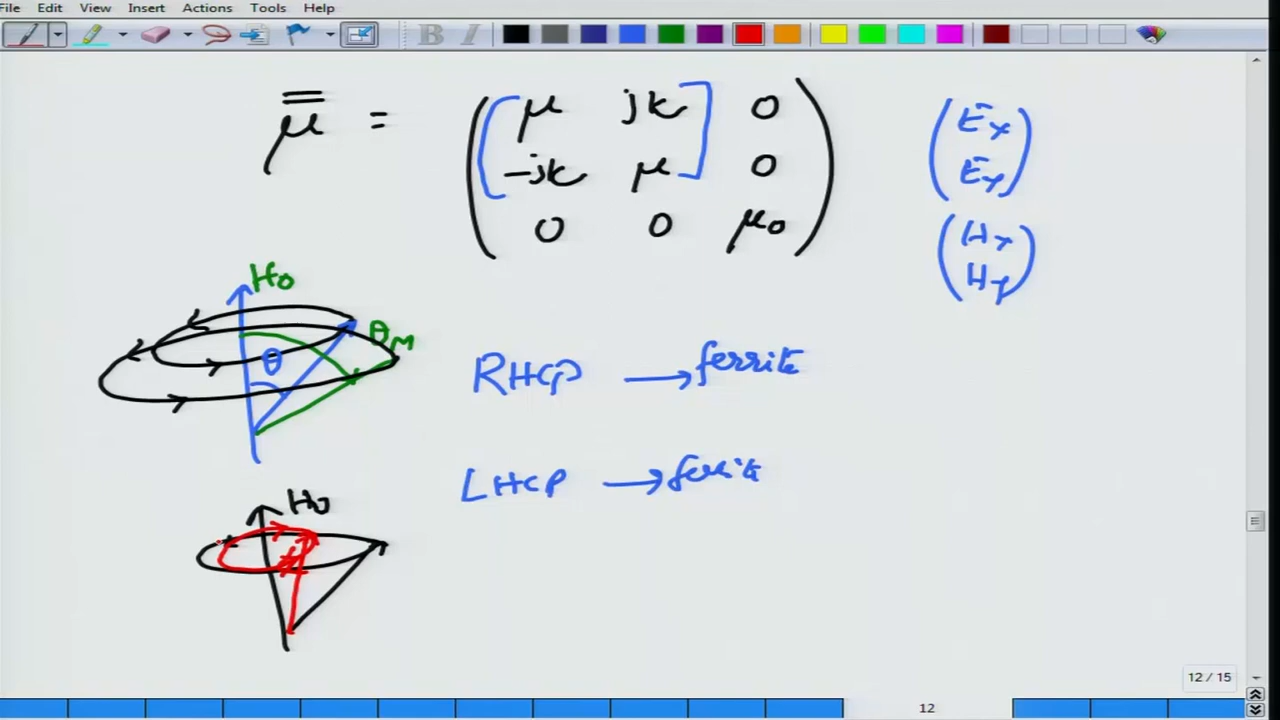 File Edit View Insert Actions Tools Help
B I
μ̿ = ( μ jk 0
-jk μ 0
0 0 μ0 )
( Ex
Ey )
( Hx
Hy )
H0
θ θM
RHCP → ferrite
LHCP → ferrite
H0
12 / 15
12